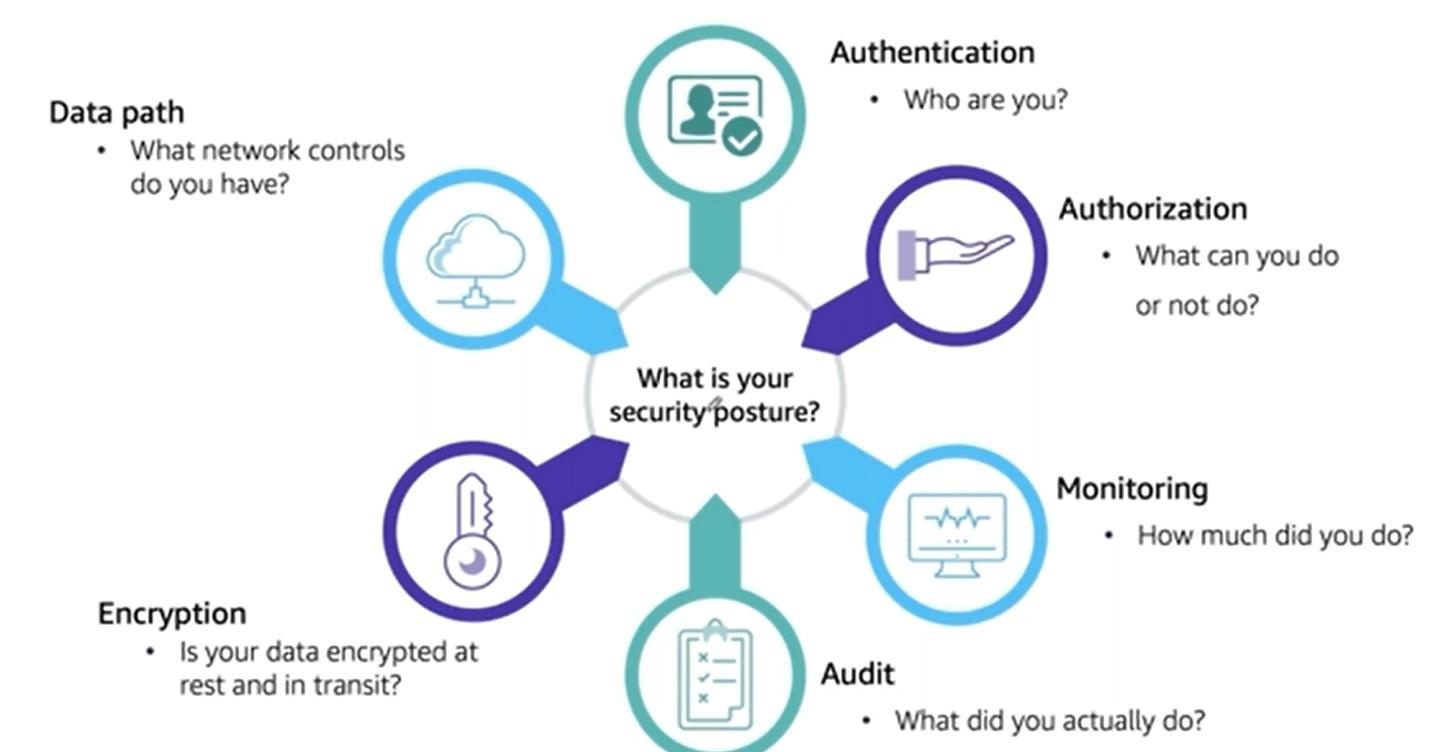 Authentication
• Who are you?
Data path
• What network controls
do you have?
Authorization
• What can you do
or not do?
What is your
security posture?
Monitoring
• How much did you do?
Encryption
• Is your data encrypted at
rest and in transit?
Audit
• What did you actually do?